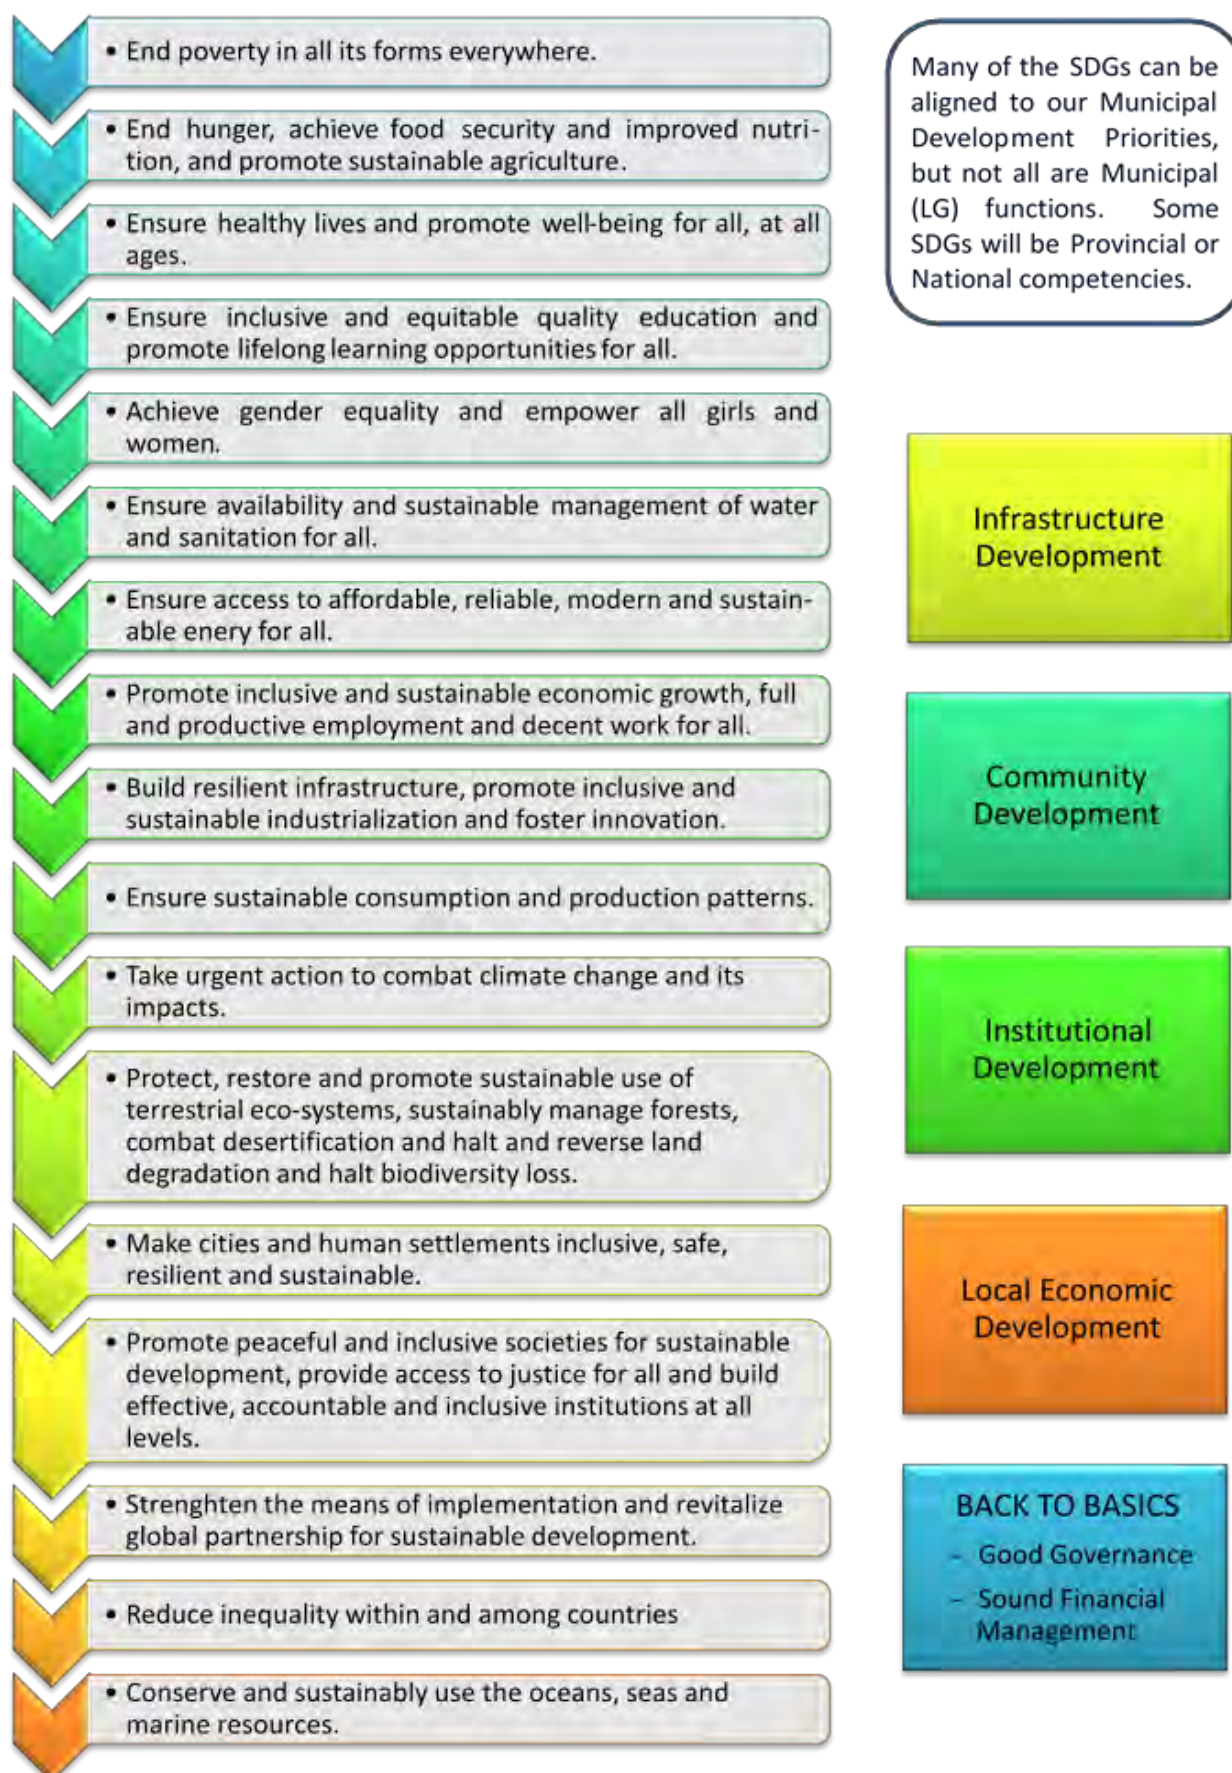 • End poverty in all its forms everywhere.
• End hunger, achieve food security and improved nutri-
tion, and promote sustainable agriculture.
• Ensure healthy lives and promote well-being for all, at all
ages.
• Ensure inclusive and equitable quality education and
promote lifelong learning opportunities for all.
• Achieve gender equality and empower all girls and
women.
• Ensure availability and sustainable management of water
and sanitation for all.
• Ensure access to affordable, reliable, modern and sustain-
able enery for all.
• Promote inclusive and sustainable economic growth, full
and productive employment and decent work for all.
• Build resilient infrastructure, promote inclusive and
sustainable industrialization and foster innovation.
• Ensure sustainable consumption and production patterns.
• Take urgent action to combat climate change and its
impacts.
• Protect, restore and promote sustainable use of
terrestrial eco-systems, sustainably manage forests,
combat desertification and halt and reverse land
degradation and halt biodiversity loss.
• Make cities and human settlements inclusive, safe,
resilient and sustainable.
• Promote peaceful and inclusive societies for sustainable
development, provide access to justice for all and build
effective, accountable and inclusive institutions at all
levels.
• Strenghten the means of implementation and revitalize
global partnership for sustainable development.
• Reduce inequality within and among countries
• Conserve and sustainably use the oceans, seas and
marine resources.
Many of the SDGs can be
aligned to our Municipal
Development Priorities,
but not all are Municipal
(LG) functions. Some
SDGs will be Provincial or
National competencies.
Infrastructure
Development
Community
Development
Institutional
Development
Local Economic
Development
BACK TO BASICS
- Good Governance
- Sound Financial
Management